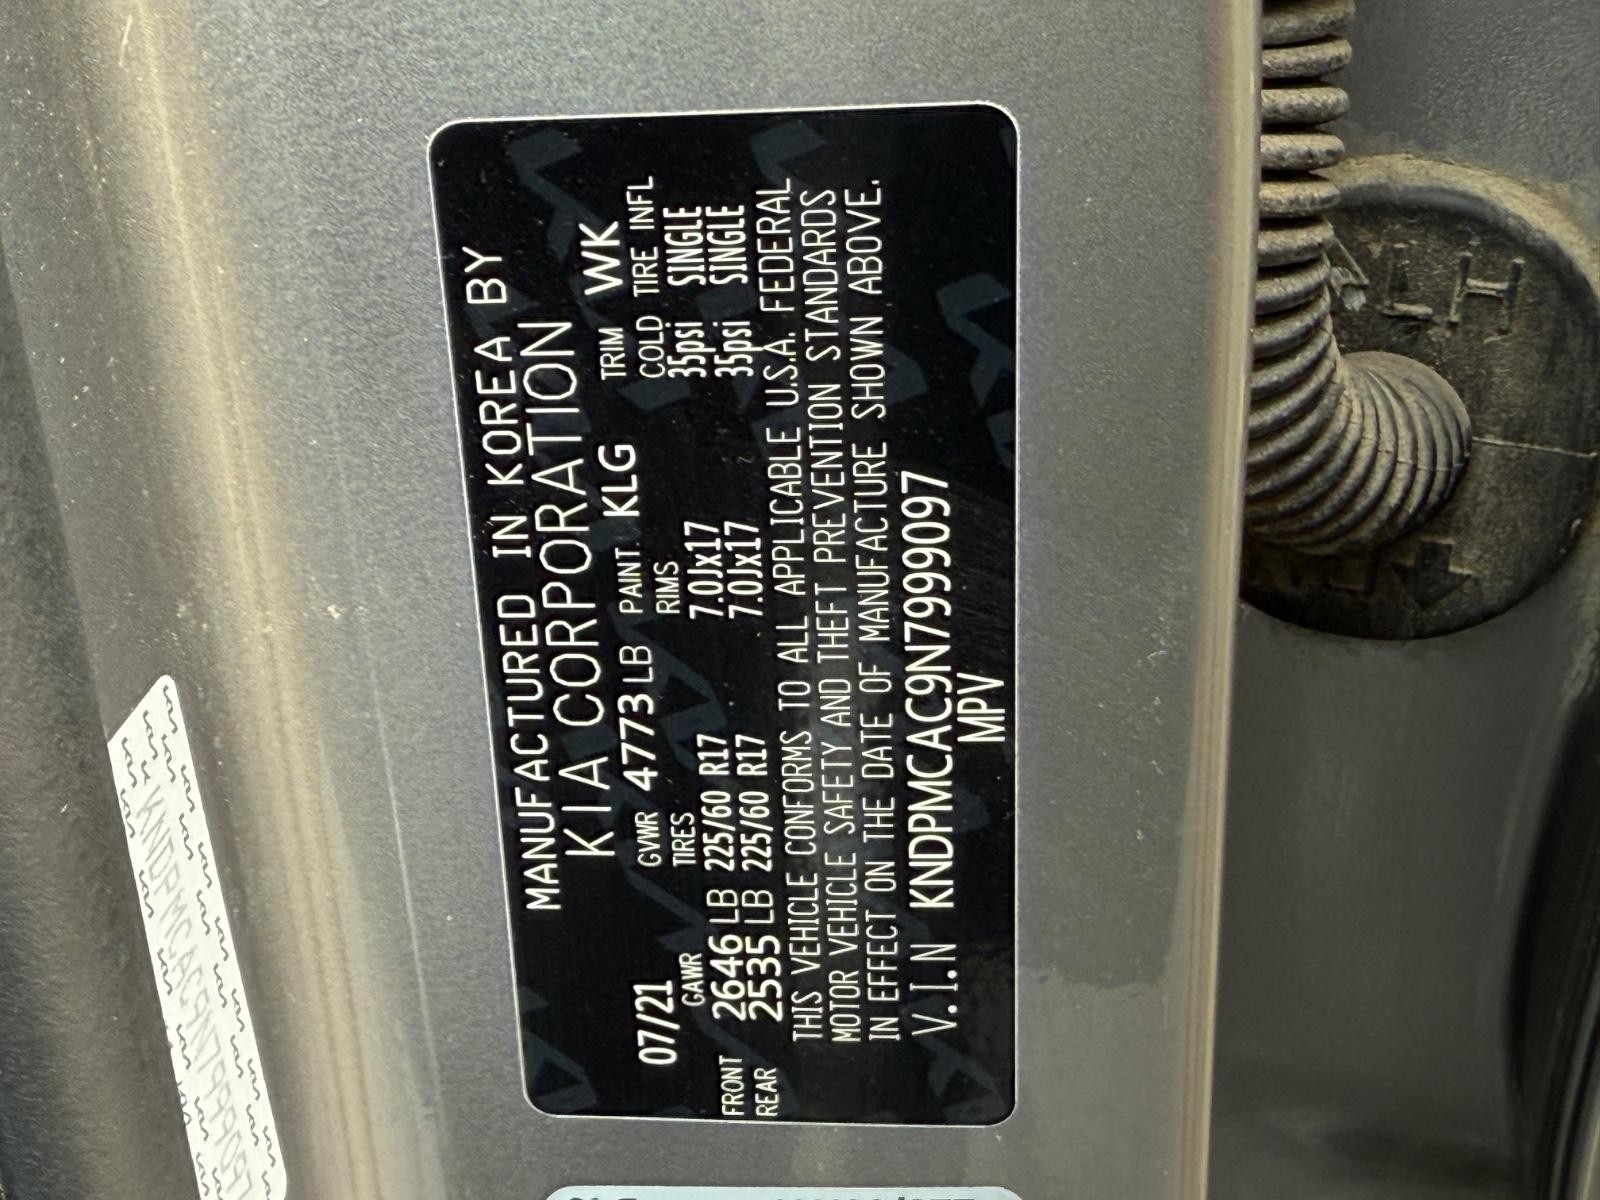 MANUFACTURED IN KOREA BY
KIA CORPORATION
07/21 GVWR 4773LB PAINT KLG TRIM WK
GAWR TIRES RIMS COLD TIRE INFL
FRONT 2646LB 225/60 R17 7.0Jx17 35psi SINGLE
REAR 2535LB 225/60 R17 7.0Jx17 35psi SINGLE
THIS VEHICLE CONFORMS TO ALL APPLICABLE U.S.A. FEDERAL
MOTOR VEHICLE SAFETY AND THEFT PREVENTION STANDARDS
IN EFFECT ON THE DATE OF MANUFACTURE SHOWN ABOVE.
V.I.N KNDPMCAC9N7999097
MPV
KNDPMCAC9N7999097
LH